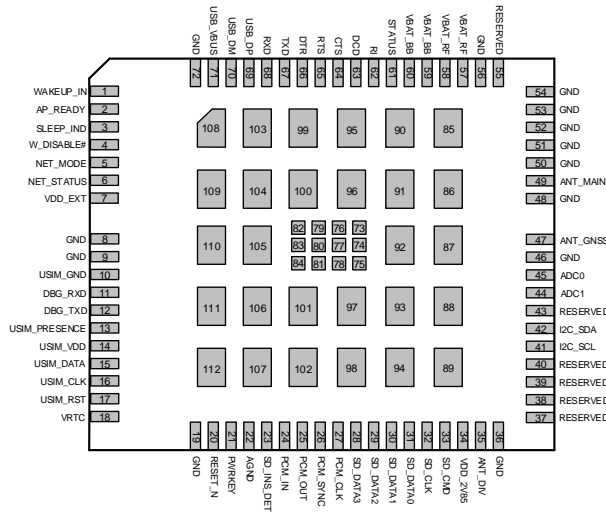 GND 72
USB_VBUS 71
USB_DM 70
USB_DP 69
RXD 68
TXD 67
DTR 66
RTS 65
CTS 64
DCD 63
RI 62
STATUS 61
VBAT_BB 60
VBAT_BB 59
VBAT_RF 58
VBAT_RF 57
GND 56
RESERVED 55
WAKEUP_IN 1
AP_READY 2
SLEEP_IND 3
W_DISABLE# 4
NET_MODE 5
NET_STATUS 6
VDD_EXT 7
GND 8
GND 9
USIM_GND 10
DBG_RXD 11
DBG_TXD 12
USIM_PRESENCE 13
USIM_VDD 14
USIM_DATA 15
USIM_CLK 16
USIM_RST 17
VRTC 18
108 103 99 95 90 85
109 104 100 96 91 86
82 79 76 73
110 105 83 80 77 74 92 87
84 81 78 75
111 106 101 97 93 88
112 107 102 98 94 89
54 GND
53 GND
52 GND
51 GND
50 GND
49 ANT_MAIN
48 GND
47 ANT_GNSS
46 GND
45 ADC0
44 ADC1
43 RESERVED
42 I2C_SDA
41 I2C_SCL
40 RESERVED
39 RESERVED
38 RESERVED
37 RESERVED
19 GND
20 RESET_N
21 PWRKEY
22 AGND
23 SD_INS_DET
24 PCM_IN
25 PCM_OUT
26 PCM_SYNC
27 PCM_CLK
28 SD_DATA3
29 SD_DATA2
30 SD_DATA1
31 SD_DATA0
32 SD_CLK
33 SD_CMD
34 VDD_2V85
35 ANT_DIV
36 GND